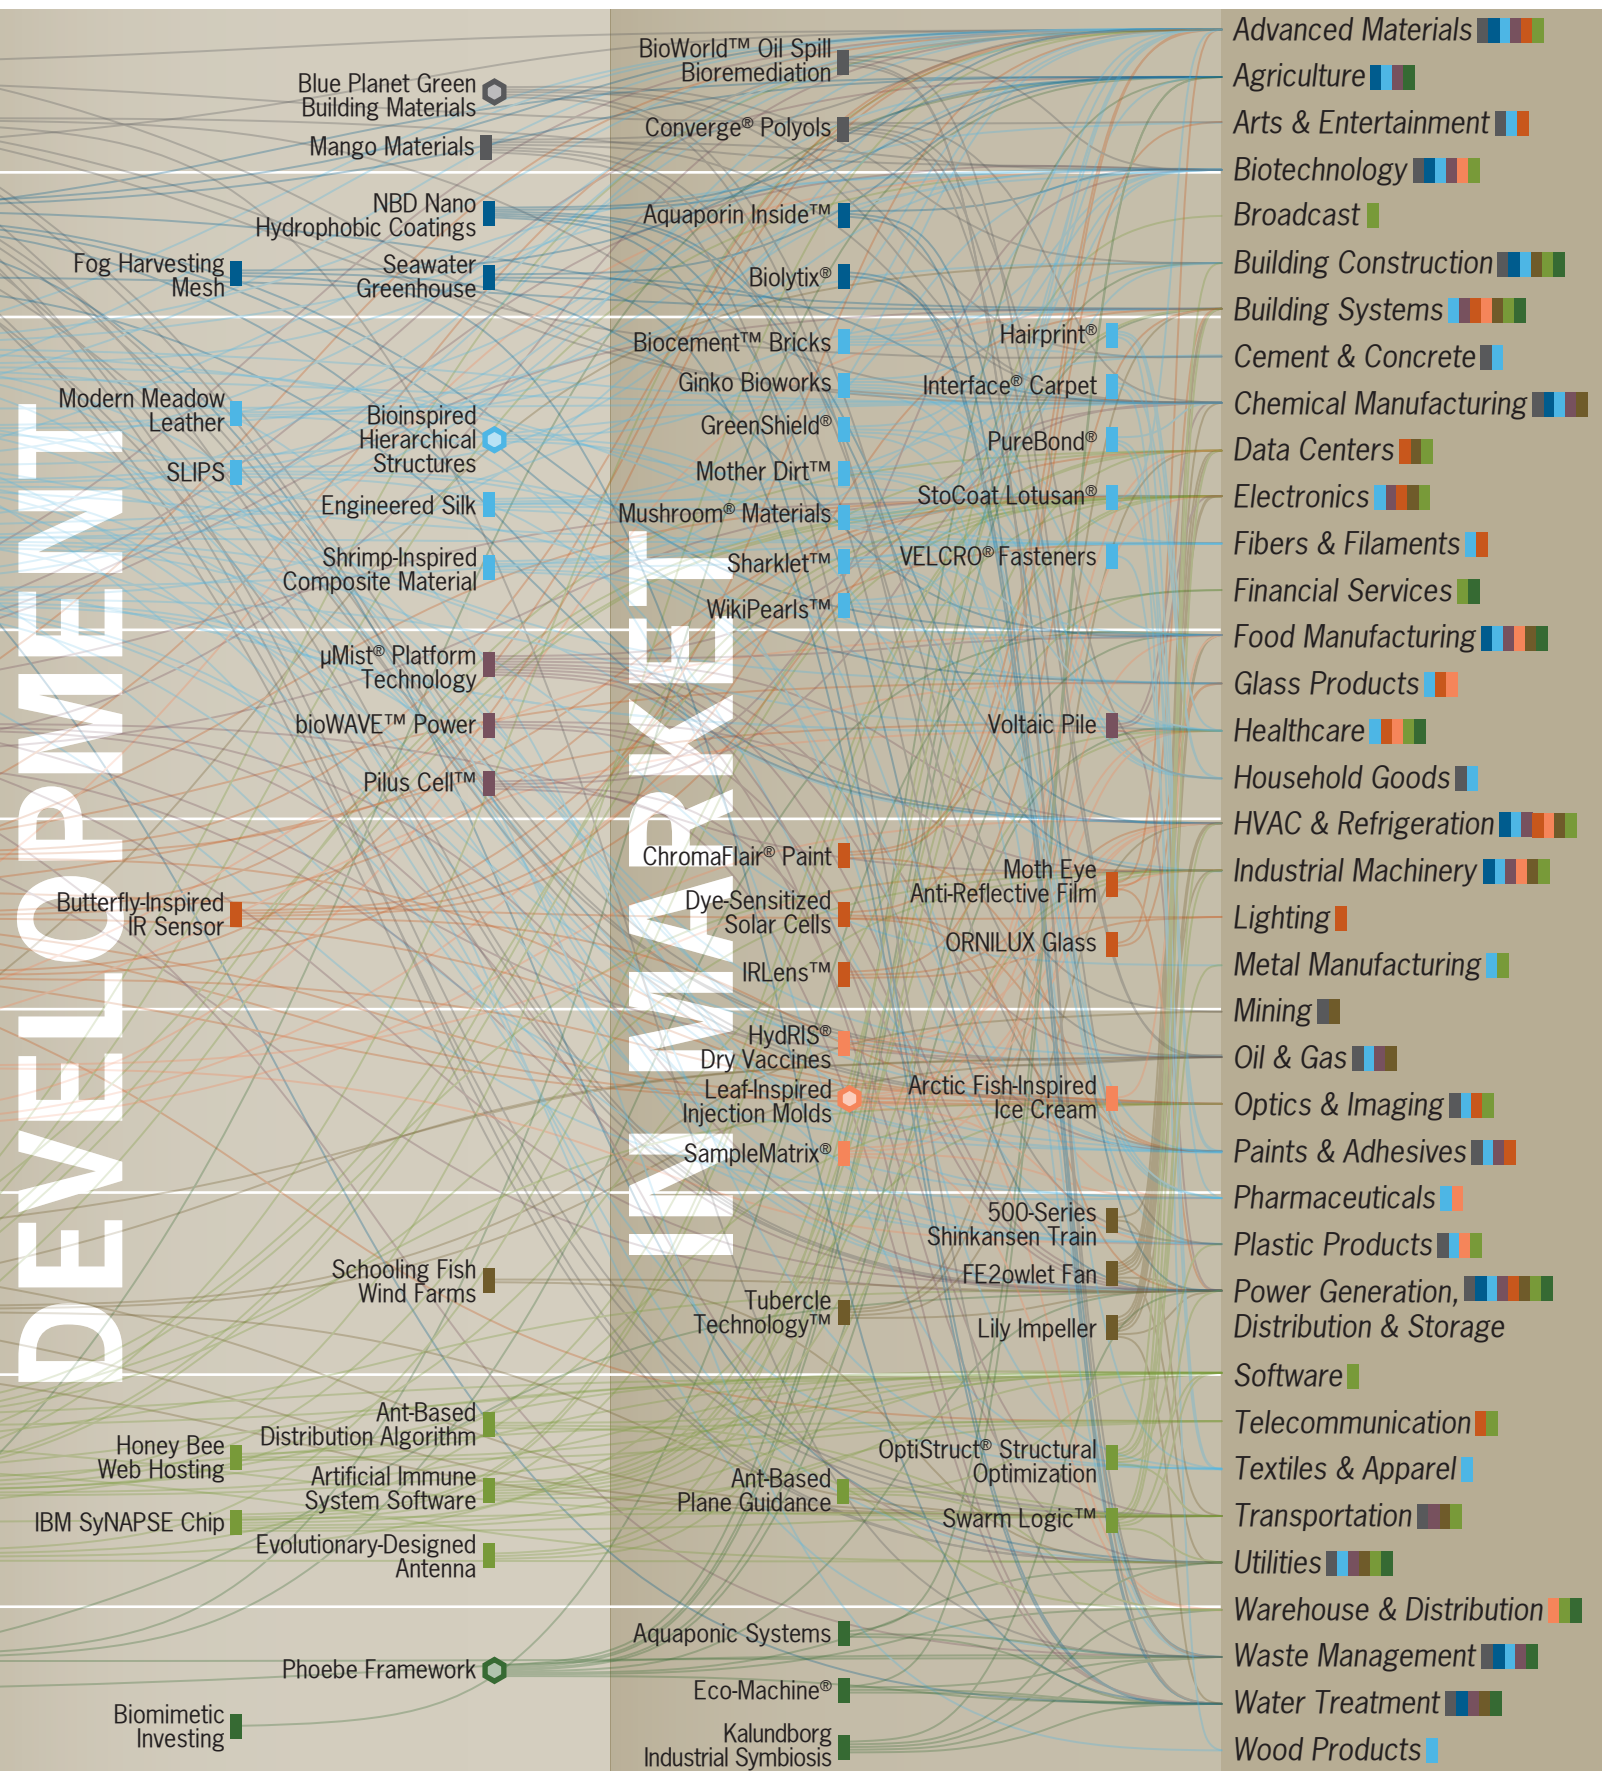 DEVELOPMENT
Blue Planet Green
Building Materials
Mango Materials
NBD Nano
Hydrophobic Coatings
Fog Harvesting
Mesh
Seawater
Greenhouse
Modern Meadow
Leather
SLIPS
Bioinspired
Hierarchical
Structures
Engineered Silk
Shrimp-Inspired
Composite Material
µMist® Platform
Technology
bioWAVE™ Power
Pilus Cell™
Butterfly-Inspired
IR Sensor
Schooling Fish
Wind Farms
Ant-Based
Distribution Algorithm
Honey Bee
Web Hosting
Artificial Immune
System Software
IBM SyNAPSE Chip
Evolutionary-Designed
Antenna
Phoebe Framework
Biomimetic
Investing
IN MARKET
BioWorld™ Oil Spill
Bioremediation
Converge® Polyols
Aquaporin Inside™
Biolytix®
Biocement™ Bricks
Ginko Bioworks
GreenShield®
Mother Dirt™
Mushroom® Materials
Sharklet™
WikiPearls™
Hairprint®
Interface® Carpet
PureBond®
StoCoat Lotusan®
VELCRO® Fasteners
Voltaic Pile
ChromaFlair® Paint
Dye-Sensitized
Solar Cells
IRLens™
Moth Eye
Anti-Reflective Film
ORNILUX Glass
HydRIS®
Dry Vaccines
Leaf-Inspired
Injection Molds
SampleMatrix®
Arctic Fish-Inspired
Ice Cream
500-Series
Shinkansen Train
FE2owlet Fan
Tubercle
Technology™
Lily Impeller
OptiStruct® Structural
Optimization
Ant-Based
Plane Guidance
Swarm Logic™
Aquaponic Systems
Eco-Machine®
Kalundborg
Industrial Symbiosis
Advanced Materials
Agriculture
Arts & Entertainment
Biotechnology
Broadcast
Building Construction
Building Systems
Cement & Concrete
Chemical Manufacturing
Data Centers
Electronics
Fibers & Filaments
Financial Services
Food Manufacturing
Glass Products
Healthcare
Household Goods
HVAC & Refrigeration
Industrial Machinery
Lighting
Metal Manufacturing
Mining
Oil & Gas
Optics & Imaging
Paints & Adhesives
Pharmaceuticals
Plastic Products
Power Generation,
Distribution & Storage
Software
Telecommunication
Textiles & Apparel
Transportation
Utilities
Warehouse & Distribution
Waste Management
Water Treatment
Wood Products